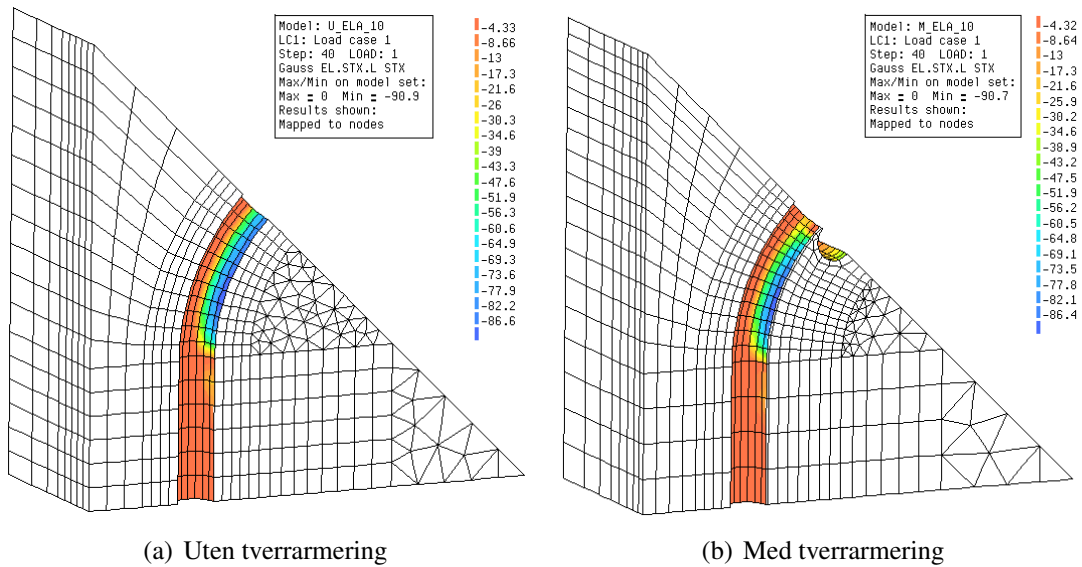 Model: U_ELA_10
LC1: Load case 1
Step: 40 LOAD: 1
Gauss EL.STX.L STX
Max/Min on model set:
Max = 0 Min = -90.9
Results shown:
Mapped to nodes
-4.33
-8.66
-13
-17.3
-26
-30.3
-34.6
-39
-43.3
-47.6
-51.9
-56.3
-60.6
-64.9
-69.3
-73.6
-77.9
-82.2
-86.6
Model: M_ELA_10
LC1: Load case 1
Step: 40 LOAD: 1
Gauss EL.STX.L STX
Max/Min on model set:
Max = 0 Min = -90.7
Results shown:
Mapped to nodes
-4.32
-8.64
-13
-17.3
-21.6
-25.9
-30.2
-34.6
-38.9
-43.2
-47.5
-51.9
-56.2
-60.5
-64.8
-69.1
-73.5
-77.8
-82.1
-86.4
(a) Uten tverrarmering
(b) Med tverrarmering